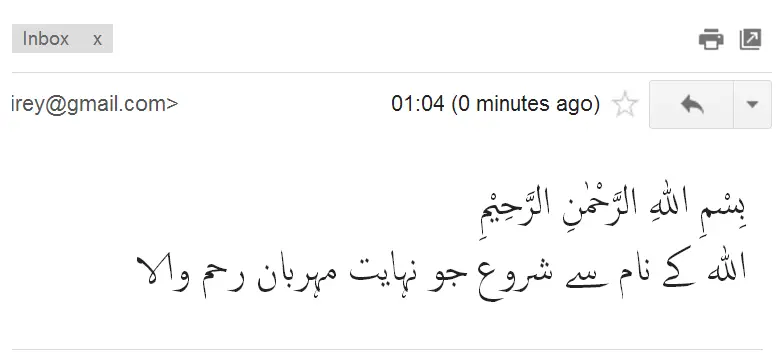 Inbox x
irey@gmail.com> 01:04 (0 minutes ago)
بِسْمِ اللهِ الرَّحْمٰنِ الرَّحِيْمِ
اللہ کے نام سے شروع جو نہایت مہربان رحم والا